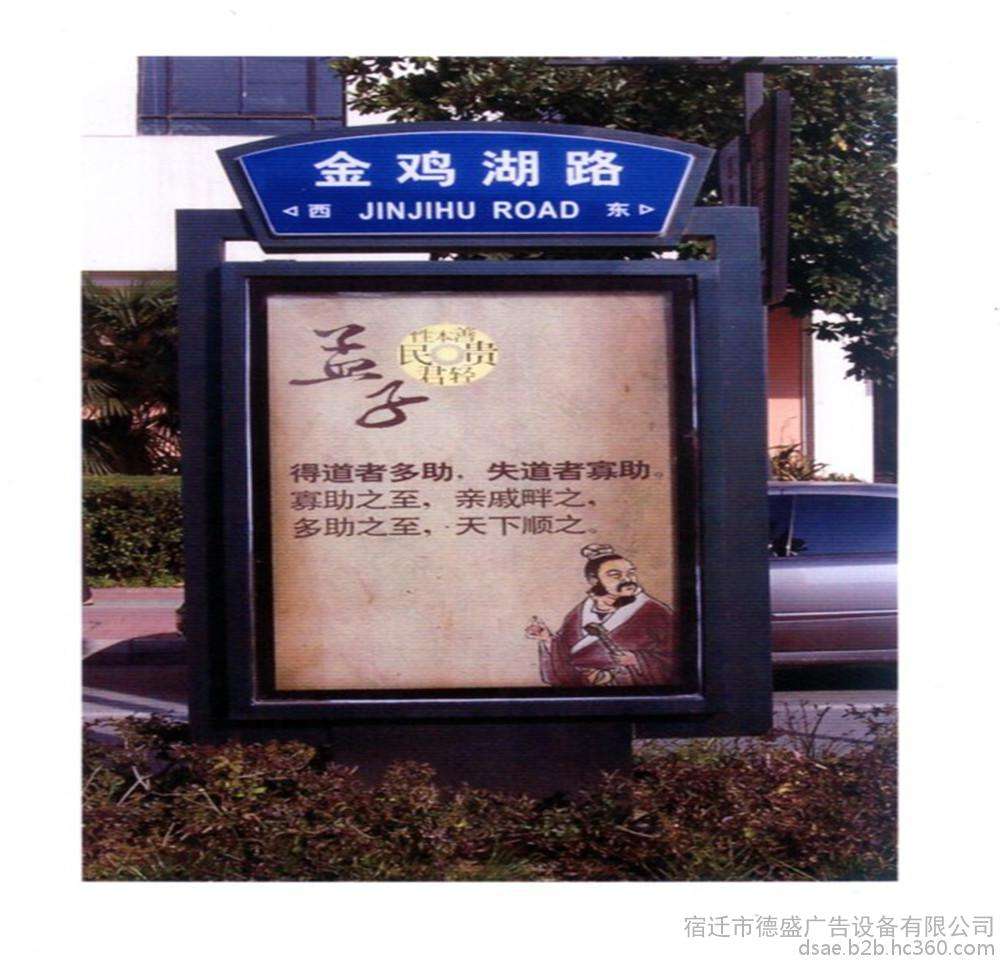 金鸡湖路
◁西 JINJIHU ROAD 东▷
孟子
性本善
民贵
君轻
得道者多助，失道者寡助。
寡助之至，亲戚畔之，
多助之至，天下顺之。
宿迁市德盛广告设备有限公司
dsae.b2b.hc360.com